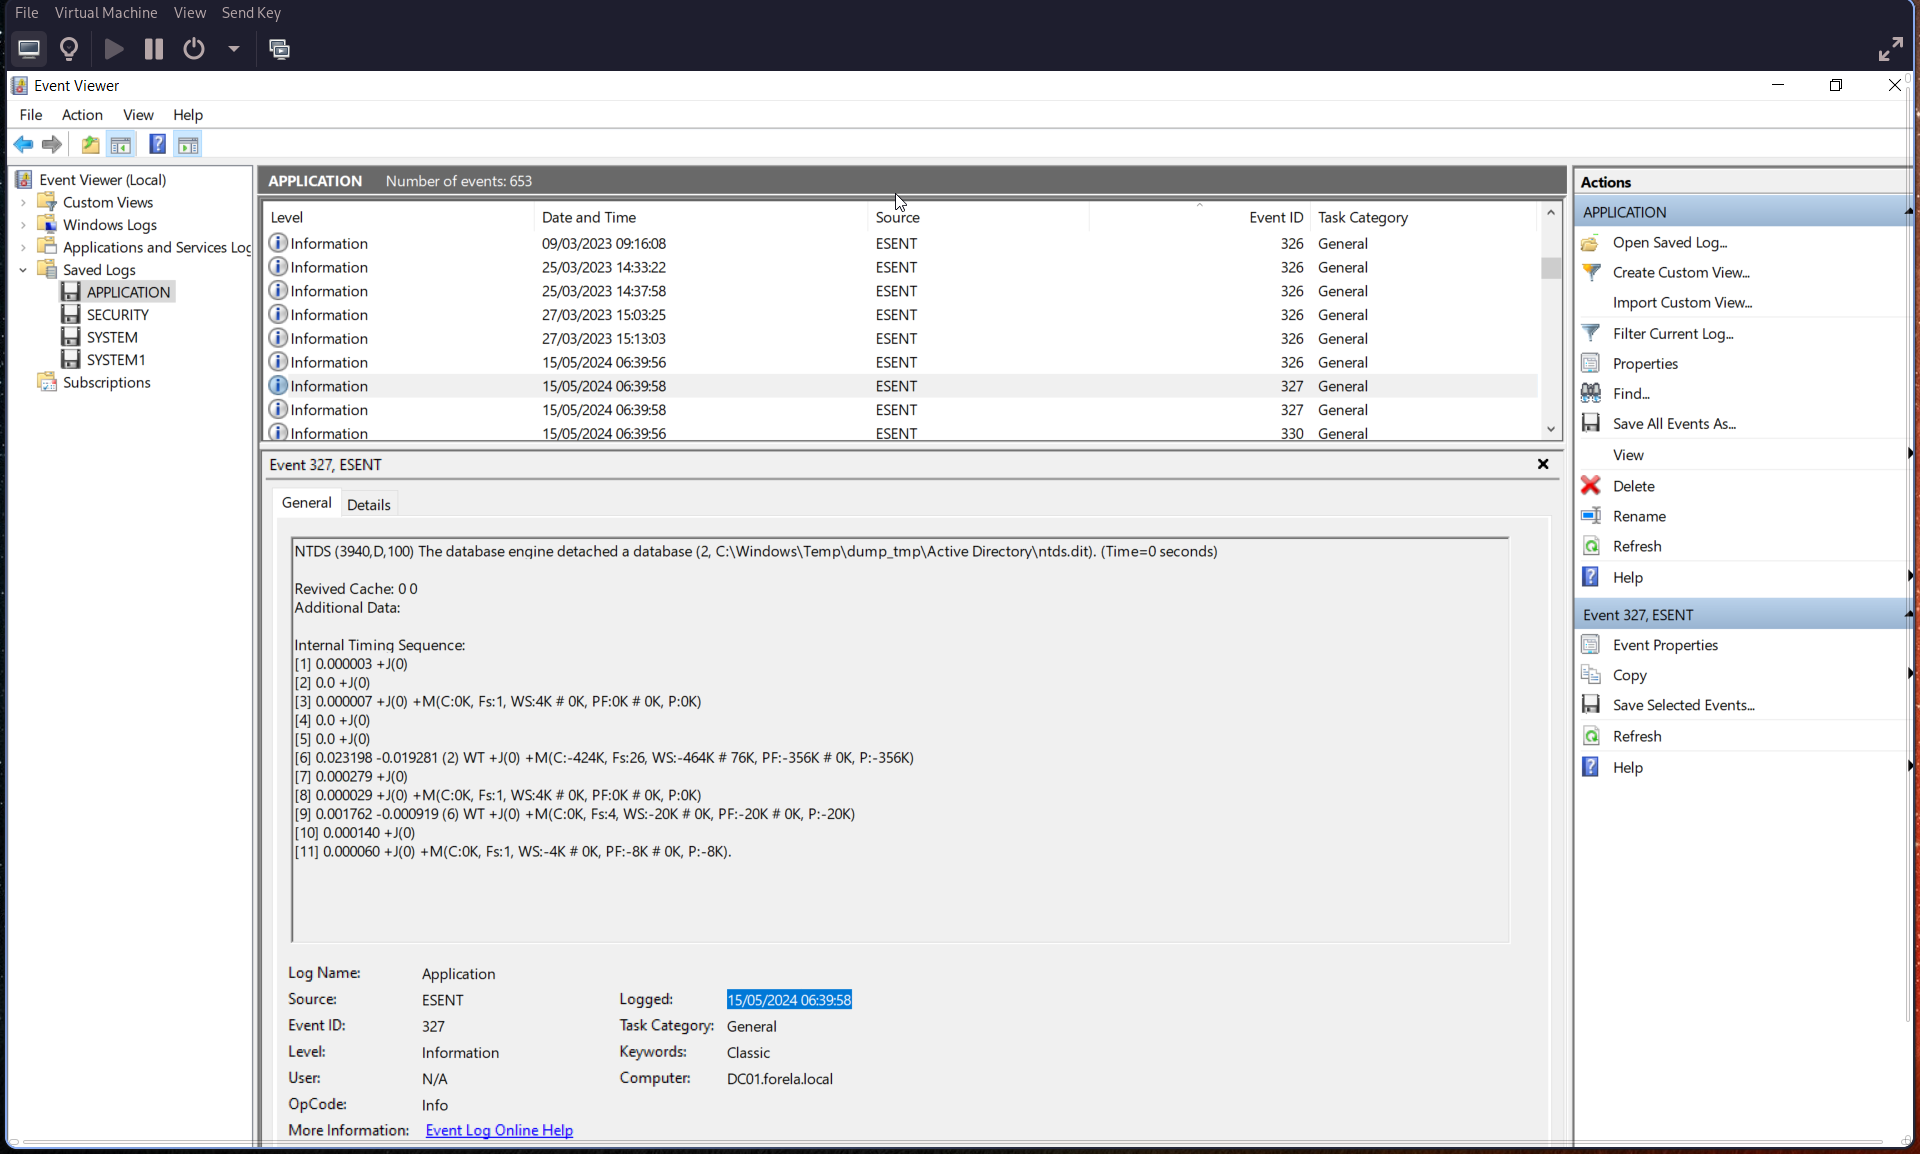 File Virtual Machine View Send Key
Event Viewer
File Action View Help
Event Viewer (Local)
Custom Views
Windows Logs
Applications and Services Loc
Saved Logs
APPLICATION
SECURITY
SYSTEM
SYSTEM1
Subscriptions
APPLICATION Number of events: 653
Level Date and Time Source Event ID Task Category
Information 09/03/2023 09:16:08 ESENT 326 General
Information 25/03/2023 14:33:22 ESENT 326 General
Information 25/03/2023 14:37:58 ESENT 326 General
Information 27/03/2023 15:03:25 ESENT 326 General
Information 27/03/2023 15:13:03 ESENT 326 General
Information 15/05/2024 06:39:56 ESENT 326 General
Information 15/05/2024 06:39:58 ESENT 327 General
Information 15/05/2024 06:39:58 ESENT 327 General
Information 15/05/2024 06:39:56 ESENT 330 General
Event 327, ESENT
General Details
NTDS (3940,D,100) The database engine detached a database (2, C:\Windows\Temp\dump_tmp\Active Directory\ntds.dit). (Time=0 seconds)
Revived Cache: 0 0
Additional Data:
Internal Timing Sequence:
[1] 0.000003 +J(0)
[2] 0.0 +J(0)
[3] 0.000007 +J(0) +M(C:0K, Fs:1, WS:4K # 0K, PF:0K # 0K, P:0K)
[4] 0.0 +J(0)
[5] 0.0 +J(0)
[6] 0.023198 -0.019281 (2) WT +J(0) +M(C:-424K, Fs:26, WS:-464K # 76K, PF:-356K # 0K, P:-356K)
[7] 0.000279 +J(0)
[8] 0.000029 +J(0) +M(C:0K, Fs:1, WS:4K # 0K, PF:0K # 0K, P:0K)
[9] 0.001762 -0.000919 (6) WT +J(0) +M(C:0K, Fs:4, WS:-20K # 0K, PF:-20K # 0K, P:-20K)
[10] 0.000140 +J(0)
[11] 0.000060 +J(0) +M(C:0K, Fs:1, WS:-4K # 0K, PF:-8K # 0K, P:-8K).
Log Name: Application
Source: ESENT Logged: 15/05/2024 06:39:58
Event ID: 327 Task Category: General
Level: Information Keywords: Classic
User: N/A Computer: DC01.forela.local
OpCode: Info
More Information: Event Log Online Help
Actions
APPLICATION
Open Saved Log...
Create Custom View...
Import Custom View...
Filter Current Log...
Properties
Find...
Save All Events As...
View
Delete
Rename
Refresh
Help
Event 327, ESENT
Event Properties
Copy
Save Selected Events...
Refresh
Help